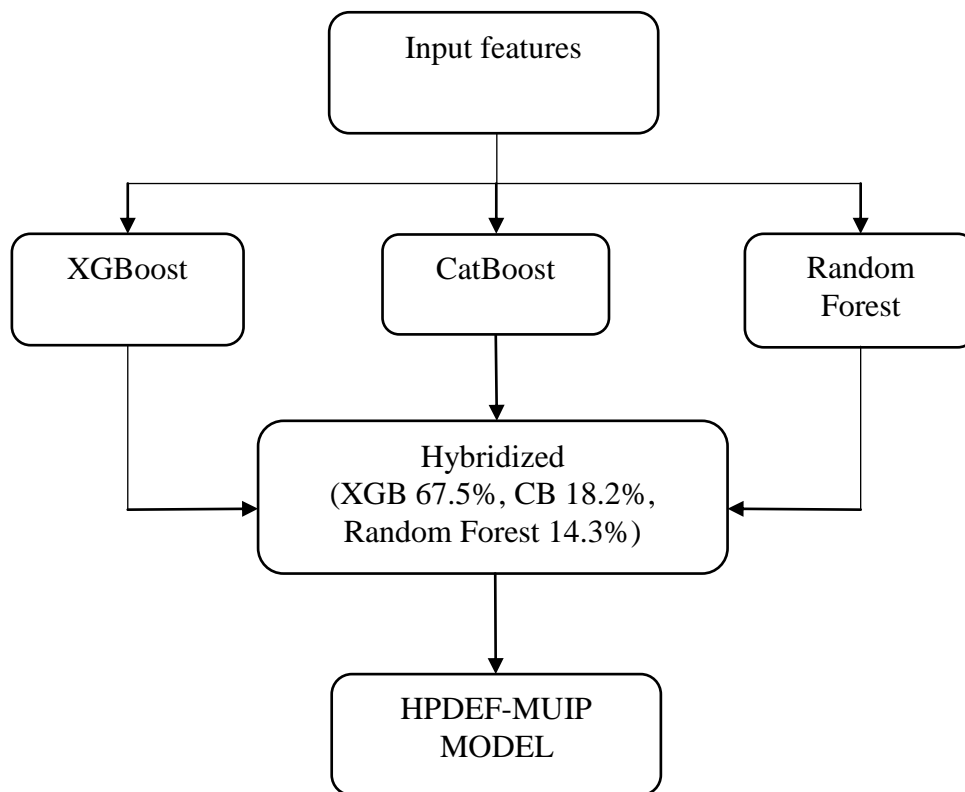 Input features
XGBoost
CatBoost
Random
Forest
Hybridized
(XGB 67.5%, CB 18.2%,
Random Forest 14.3%)
HPDEF-MUIP
MODEL